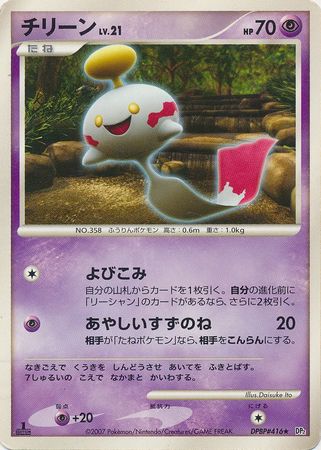 チリーン LV.21 HP 70
たね
NO.358 ふうりんポケモン 高さ:0.6m 重さ:1.0kg
よびこみ
自分の山札からカードを1枚引く。自分の進化前に
「リーシャン」のカードがあるなら、さらに2枚引く。
あやしいすずのね 20
相手が「たねポケモン」なら、相手をこんらんにする。
なきごえで くうきを しんどうさせ あいてを ふきとばす。
7しゅるいの こえで なかまと かいわする。
Illus.Daisuke Ito
弱点 抵抗力 にげる
+20
1 EDITION
©2007 Pokémon/Nintendo/Creatures/GAME FREAK.
DPBP#416★ DP2